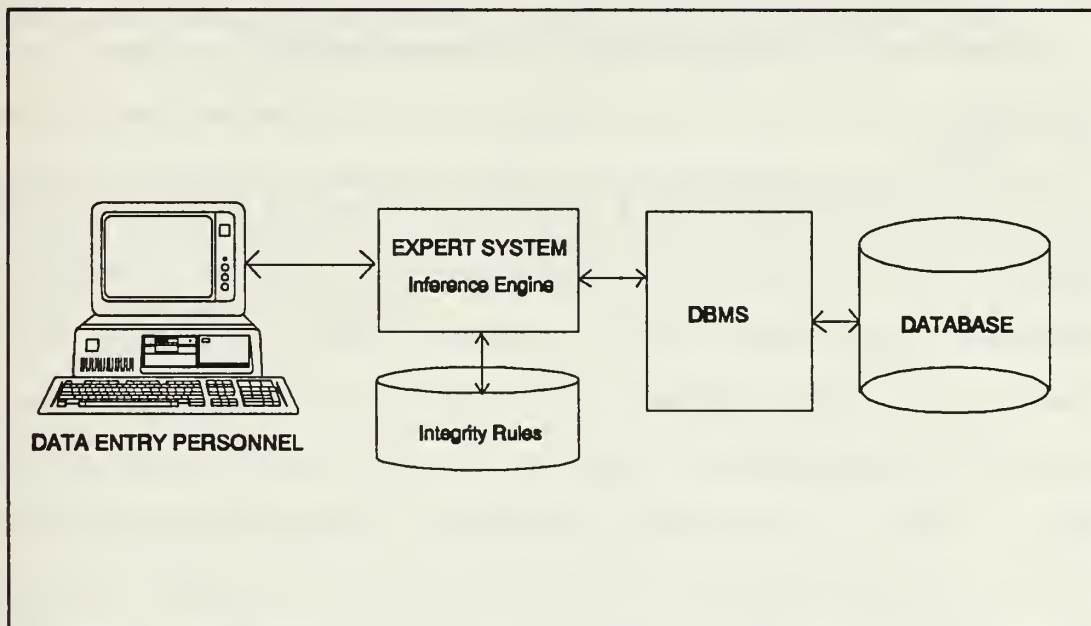 DATA ENTRY PERSONNEL
EXPERT SYSTEM
Inference Engine
Integrity Rules
DBMS
DATABASE